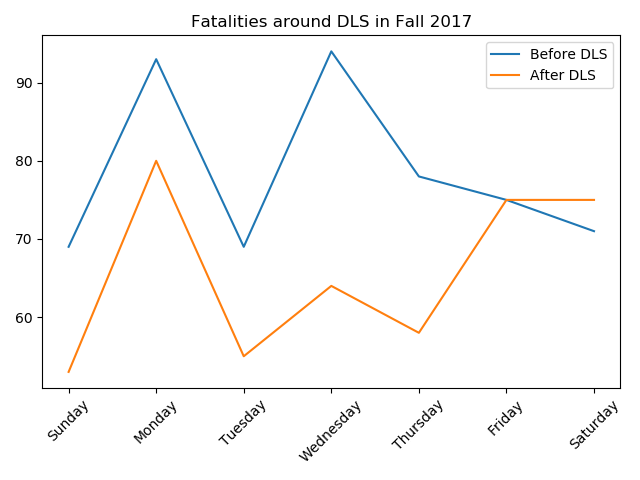 Fatalities around DLS in Fall 2017
Before DLS
After DLS
90
80
70
60
Sunday
Monday
Tuesday
Wednesday
Thursday
Friday
Saturday